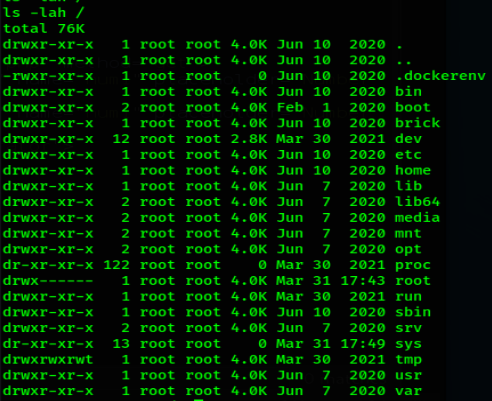 ls -lah /
ls -lah /
total 76K
drwxr-xr-x   1 root root 4.0K Jun 10  2020 .
drwxr-xr-x   1 root root 4.0K Jun 10  2020 ..
-rwxr-xr-x   1 root root    0 Jun 10  2020 .dockerenv
drwxr-xr-x   1 root root 4.0K Jun 10  2020 bin
drwxr-xr-x   2 root root 4.0K Feb  1  2020 boot
drwxr-xr-x   1 root root 4.0K Jun 10  2020 brick
drwxr-xr-x  12 root root 2.8K Mar 30  2021 dev
drwxr-xr-x   1 root root 4.0K Jun 10  2020 etc
drwxr-xr-x   1 root root 4.0K Jun 10  2020 home
drwxr-xr-x   1 root root 4.0K Jun  7  2020 lib
drwxr-xr-x   2 root root 4.0K Jun  7  2020 lib64
drwxr-xr-x   2 root root 4.0K Jun  7  2020 media
drwxr-xr-x   2 root root 4.0K Jun  7  2020 mnt
drwxr-xr-x   2 root root 4.0K Jun  7  2020 opt
dr-xr-xr-x 122 root root    0 Mar 30  2021 proc
drwx------   1 root root 4.0K Mar 31 17:43 root
drwxr-xr-x   1 root root 4.0K Mar 30  2021 run
drwxr-xr-x   1 root root 4.0K Jun 10  2020 sbin
drwxr-xr-x   2 root root 4.0K Jun  7  2020 srv
dr-xr-xr-x  13 root root    0 Mar 31 17:49 sys
drwxrwxrwt   1 root root 4.0K Mar 30  2021 tmp
drwxr-xr-x   1 root root 4.0K Jun  7  2020 usr
drwxr-xr-x   1 root root 4.0K Jun  7  2020 var